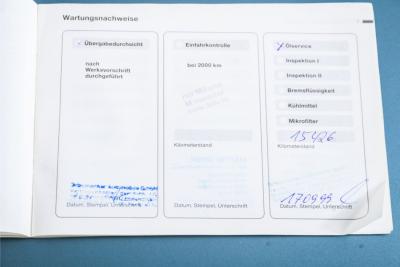 Wartungsnachweise
Übergabedurchsicht
nach
Werksvorschrift
durchgeführt
Datum, Stempel, Unterschrift
Einfahrkontrolle
bei 2000 km
Kilometerstand
Datum, Stempel, Unterschrift
x Ölservice
Inspektion I
Inspektion II
Bremsflüssigkeit
Kühlmittel
Mikrofilter
15426
Kilometerstand
170999
Datum, Stempel, Unterschrift